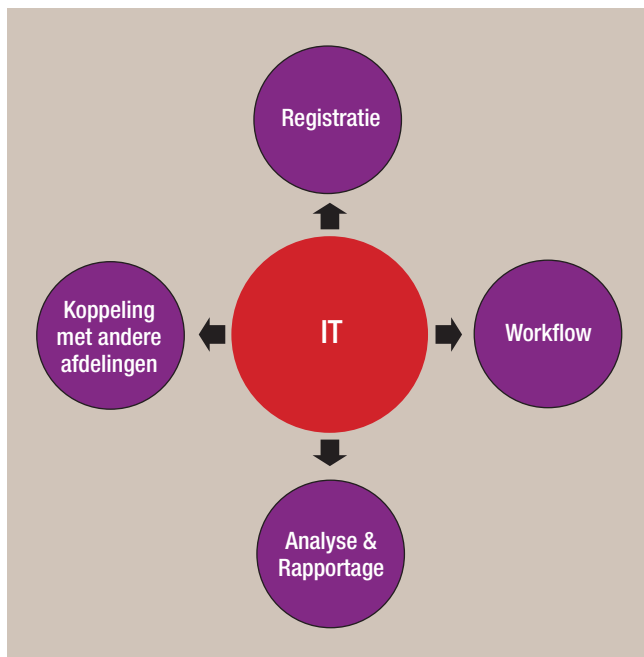 Registratie
Koppeling
met andere
afdelingen
IT
Workflow
Analyse &
Rapportage